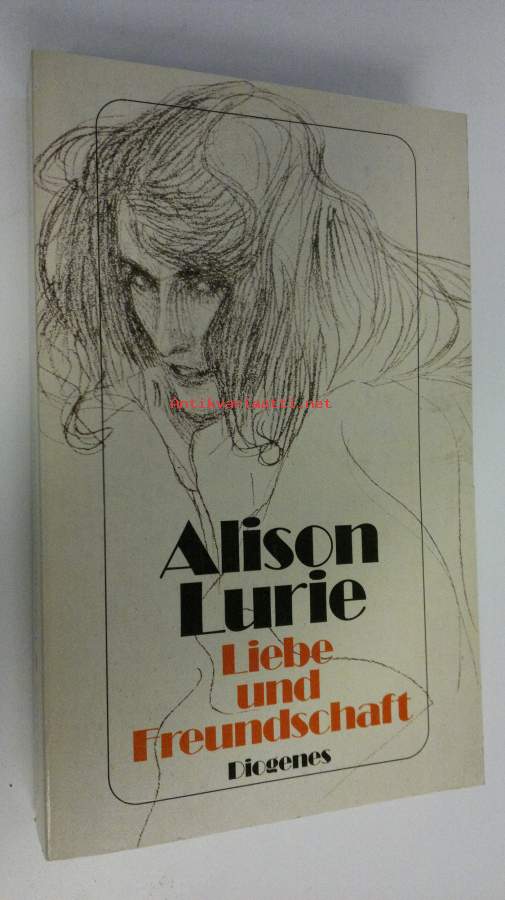 Antikvariaatti.net
Alison
Lurie
Liebe
und
Freundschaft
Diogenes